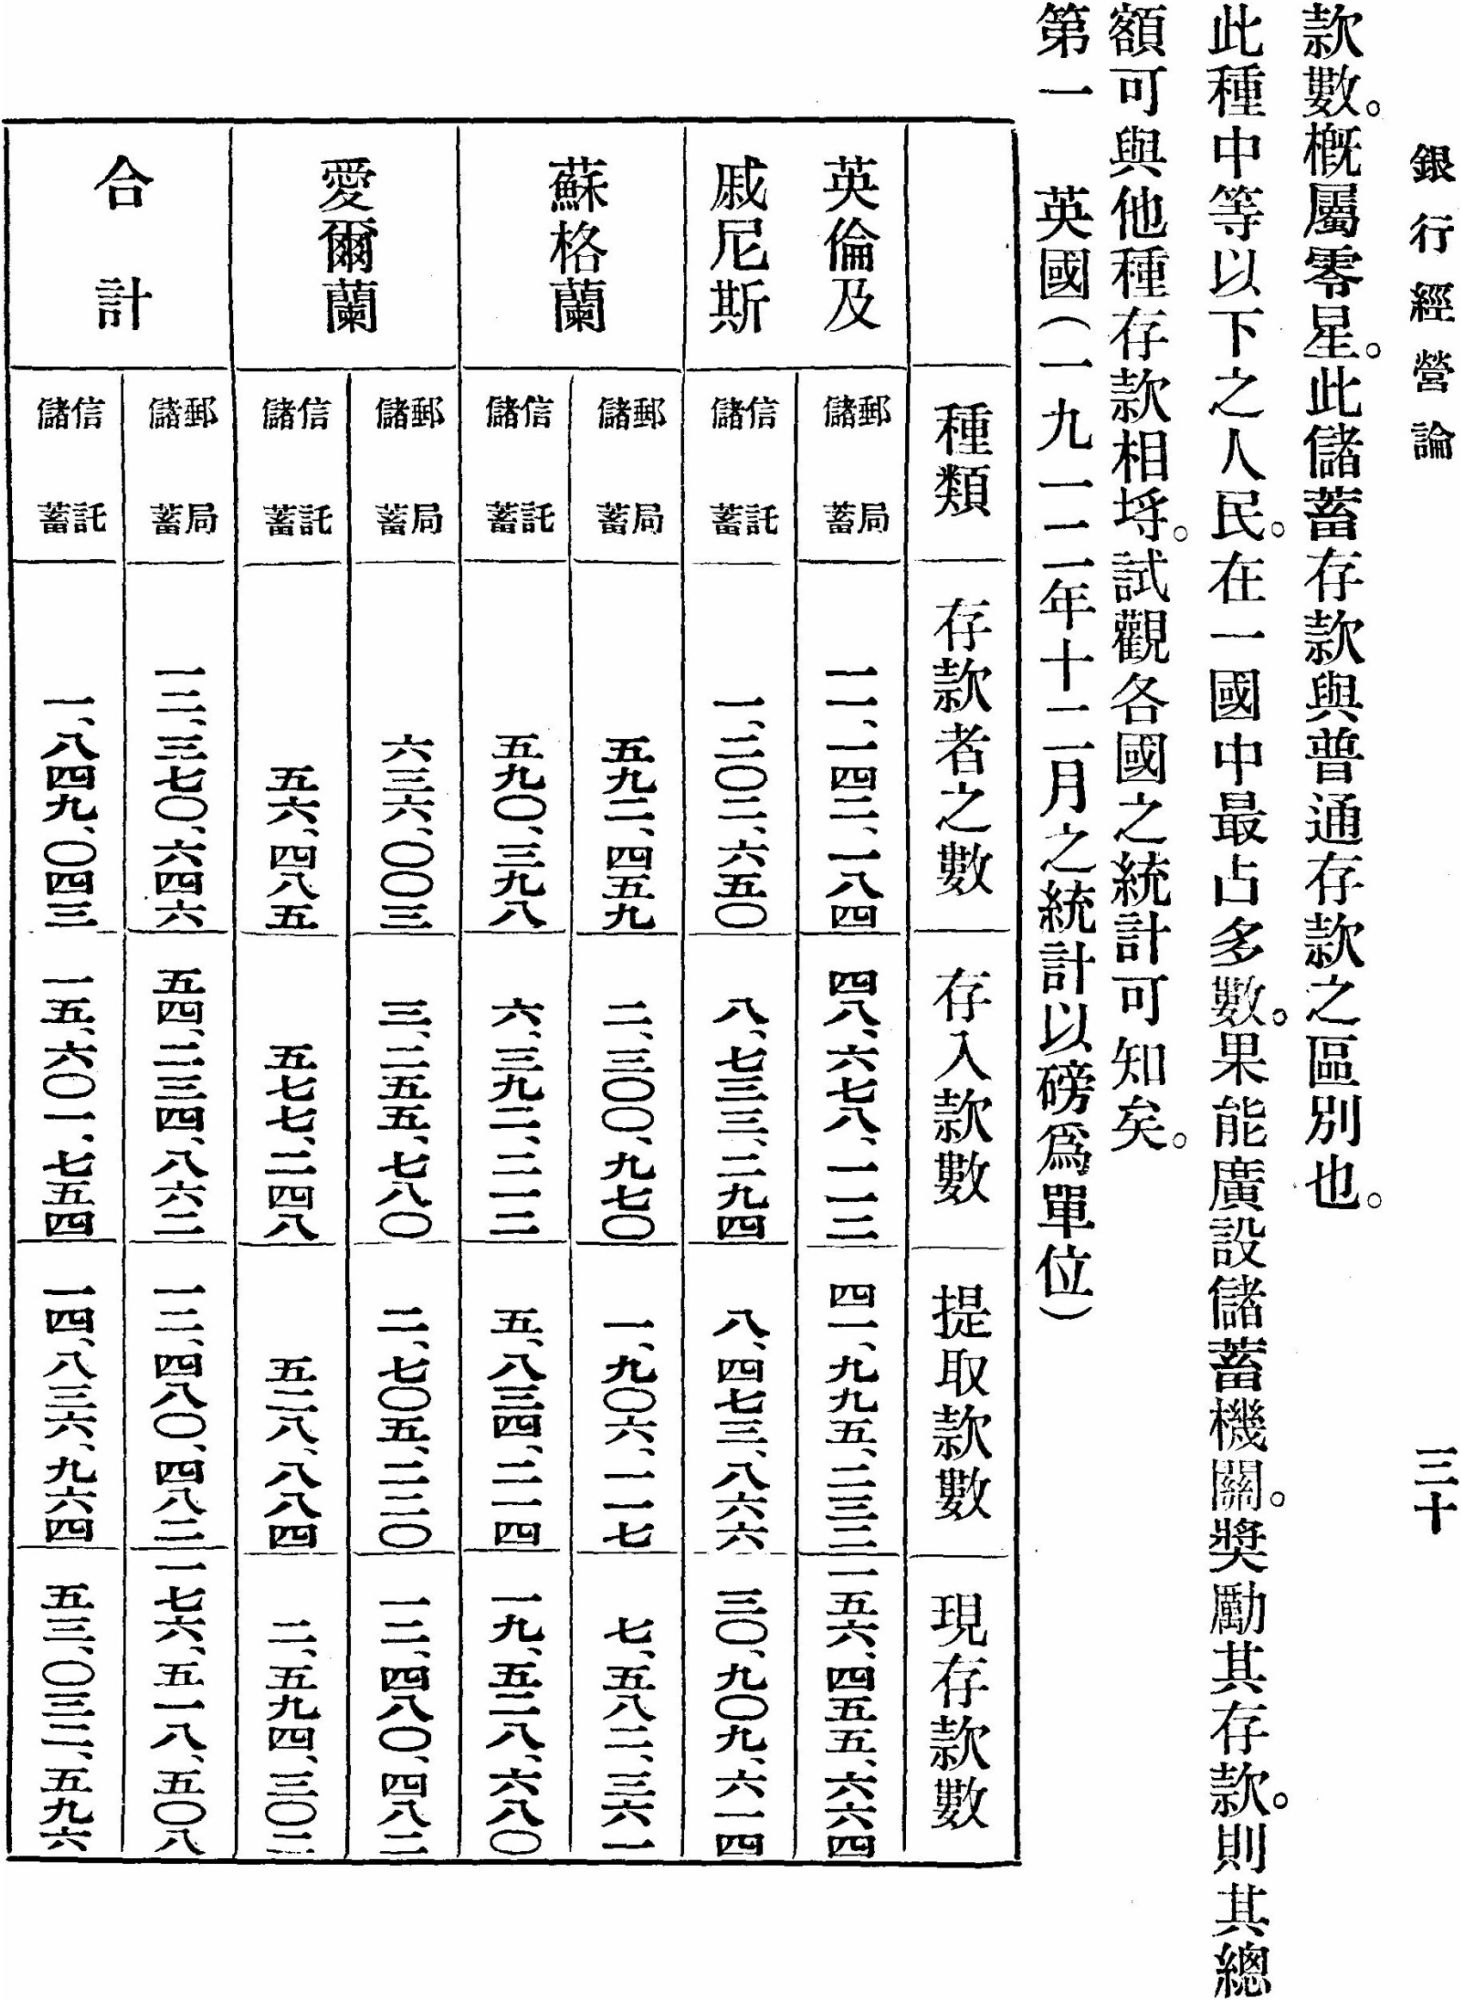 銀行經營論
三十
款數。概屬零星。此儲蓄存款與普通存款之區別也。
此種中等以下之人民。在一國中最占多數。果能廣設儲蓄機關。獎勵其存款。則其總
額可與他種存款相埒。試觀各國之統計可知矣。
第一 英國(一九一二年十二月之統計以磅爲單位)
種類 存款者之數 存入款數 提取款數 現存款數
英倫及
戚尼斯
郵局儲蓄 一一、一四二、一八四 四八、六七八、一一二 四一、九九五、二三二 一五六、四五五、六六四
信託儲蓄 一、二〇二、六五〇 八、七三三、二九四 八、四七三、八六六 三〇、九〇九、六一四
蘇格蘭
郵局儲蓄 五九二、四五九 二、三〇〇、九七〇 一、九〇六、一一七 七、五八二、三六一
信託儲蓄 五九〇、三九八 六、三九二、二一二 五、八三四、二一四 一九、五二八、六八〇
愛爾蘭
郵局儲蓄 六三六、〇〇三 三、二五五、七八〇 二、七〇五、二三〇 一二、四八〇、四八二
信託儲蓄 五六、四八五 五七七、二四八 五二八、八八四 二、五九四、三〇二
合計
郵局儲蓄 一二、三七〇、六四六 五四、二三四、八六二 一二、四八〇、四八二 一七六、五一八、五〇八
信託儲蓄 一、八四九、〇四三 一五、六〇一、七五四 一四、八三六、九六四 五三、〇三二、五九六